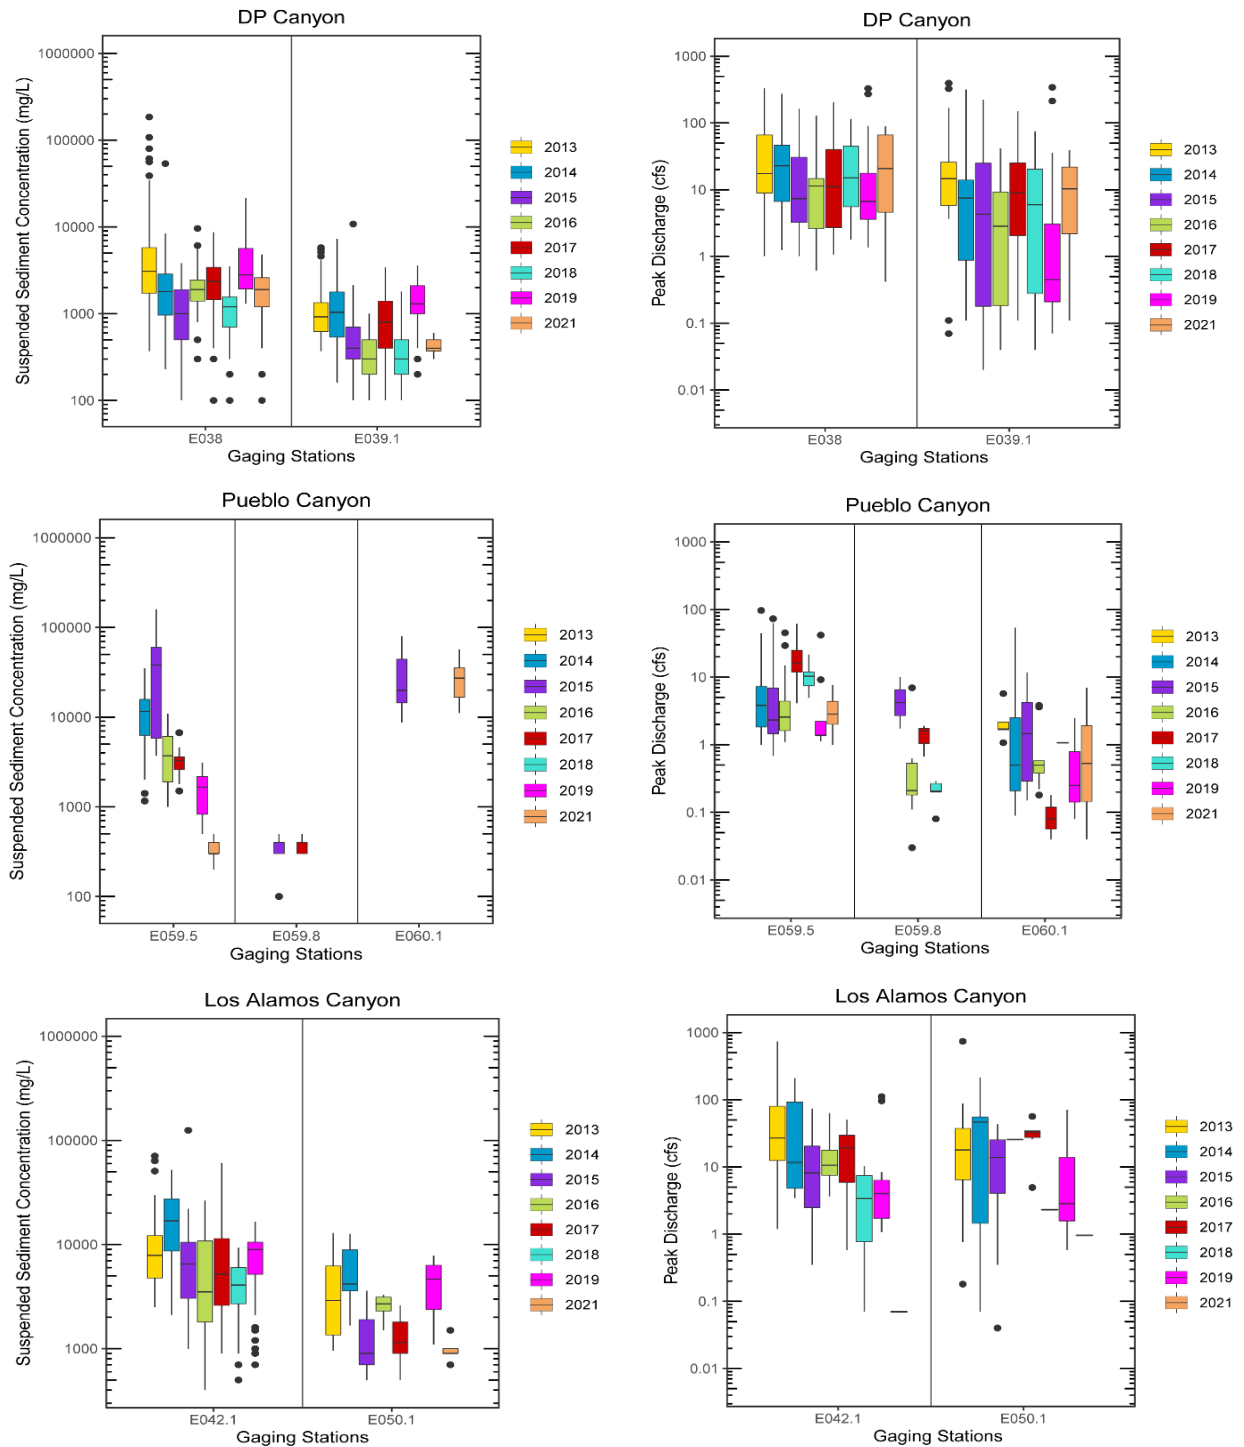 DP Canyon
Suspended Sediment Concentration (mg/L)
1000000
100000
10000
1000
100
E038
E039.1
Gaging Stations
2013
2014
2015
2016
2017
2018
2019
2021
DP Canyon
Peak Discharge (cfs)
1000
100
10
1
0.1
0.01
E038
E039.1
Gaging Stations
2013
2014
2015
2016
2017
2018
2019
2021
Pueblo Canyon
Suspended Sediment Concentration (mg/L)
1000000
100000
10000
1000
100
E059.5
E059.8
E060.1
Gaging Stations
2013
2014
2015
2016
2017
2018
2019
2021
Pueblo Canyon
Peak Discharge (cfs)
1000
100
10
1
0.1
0.01
E059.5
E059.8
E060.1
Gaging Stations
2013
2014
2015
2016
2017
2018
2019
2021
Los Alamos Canyon
Suspended Sediment Concentration (mg/L)
1000000
100000
10000
1000
E042.1
E050.1
Gaging Stations
2013
2014
2015
2016
2017
2018
2019
2021
Los Alamos Canyon
Peak Discharge (cfs)
1000
100
10
1
0.1
0.01
E042.1
E050.1
Gaging Stations
2013
2014
2015
2016
2017
2018
2019
2021